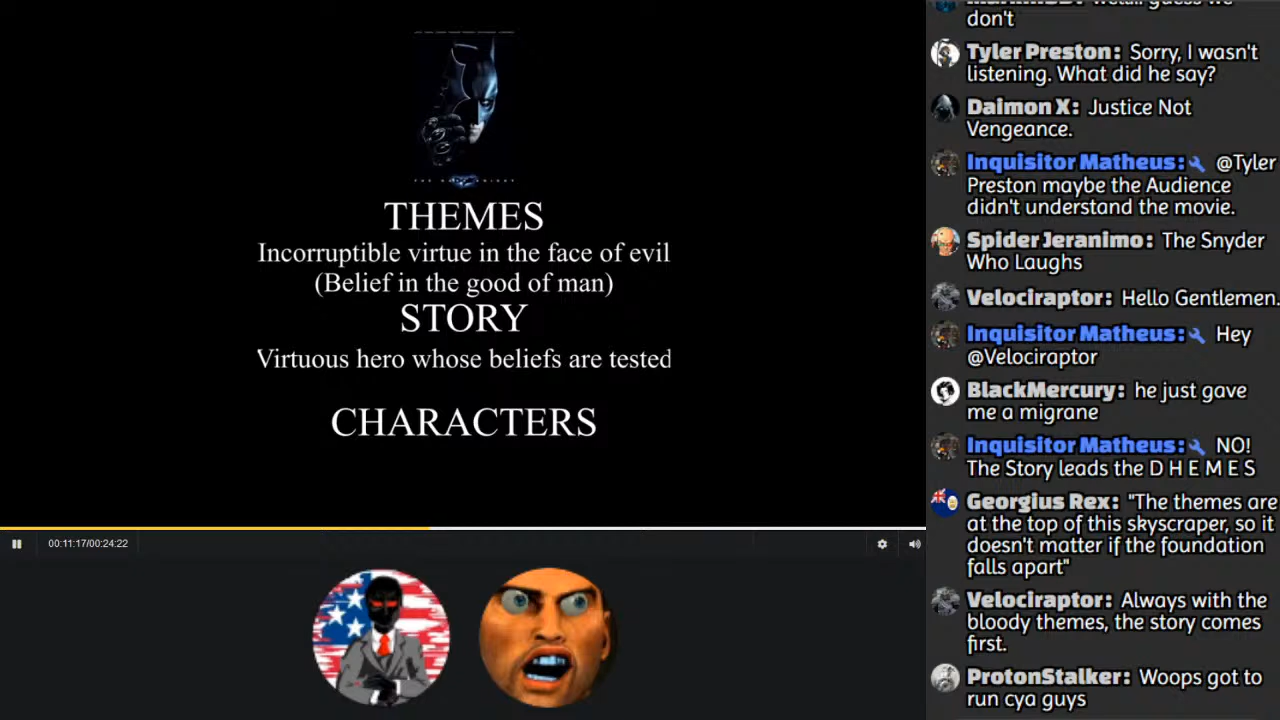 THEMES
Incorruptible virtue in the face of evil
(Belief in the good of man)
STORY
Virtuous hero whose beliefs are tested
CHARACTERS
00:11:17/00:24:22
don't
Tyler Preston: Sorry, I wasn't
listening. What did he say?
Daimon X: Justice Not
Vengeance.
Inquisitor Matheus: @Tyler
Preston maybe the Audience
didn't understand the movie.
Spider Jeranimo: The Snyder
Who Laughs
Velociraptor: Hello Gentlemen.
Inquisitor Matheus: Hey
@Velociraptor
BlackMercury: he just gave
me a migrane
Inquisitor Matheus: NO!
The Story leads the D H E M E S
Georgius Rex: "The themes are
at the top of this skyscraper, so it
doesn't matter if the foundation
falls apart"
Velociraptor: Always with the
bloody themes, the story comes
first.
ProtonStalker: Woops got to
run cya guys